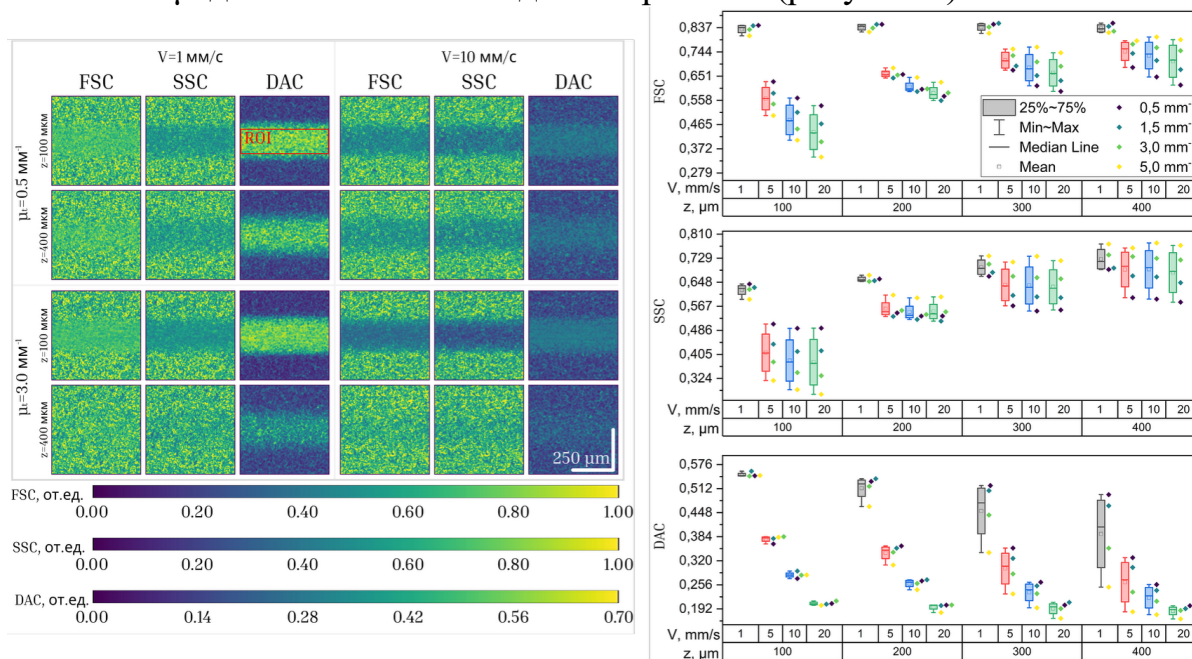 V=1 мм/с V=10 мм/с
FSC SSC DAC FSC SSC DAC
μₜ=0.5 мм⁻¹
z=100 мкм
ROI
z=400 мкм
μₜ=3.0 мм⁻¹
z=100 мкм
z=400 мкм
250 μm
FSC, от.ед.
0.00 0.20 0.40 0.60 0.80 1.00
SSC, от.ед.
0.00 0.20 0.40 0.60 0.80 1.00
DAC, от.ед.
0.00 0.14 0.28 0.42 0.56 0.70
FSC
0,837
0,744
0,651
0,558
0,465
0,372
0,279
25%~75% 0,5 mm⁻
Min~Max 1,5 mm⁻
Median Line 3,0 mm⁻
Mean 5,0 mm⁻
V, mm/s 1 5 10 20 1 5 10 20 1 5 10 20 1 5 10 20
z, μm 100 200 300 400
SSC
0,810
0,729
0,648
0,567
0,486
0,405
0,324
V, mm/s 1 5 10 20 1 5 10 20 1 5 10 20 1 5 10 20
z, μm 100 200 300 400
DAC
0,576
0,512
0,448
0,384
0,320
0,256
0,192
V, mm/s 1 5 10 20 1 5 10 20 1 5 10 20 1 5 10 20
z, μm 100 200 300 400